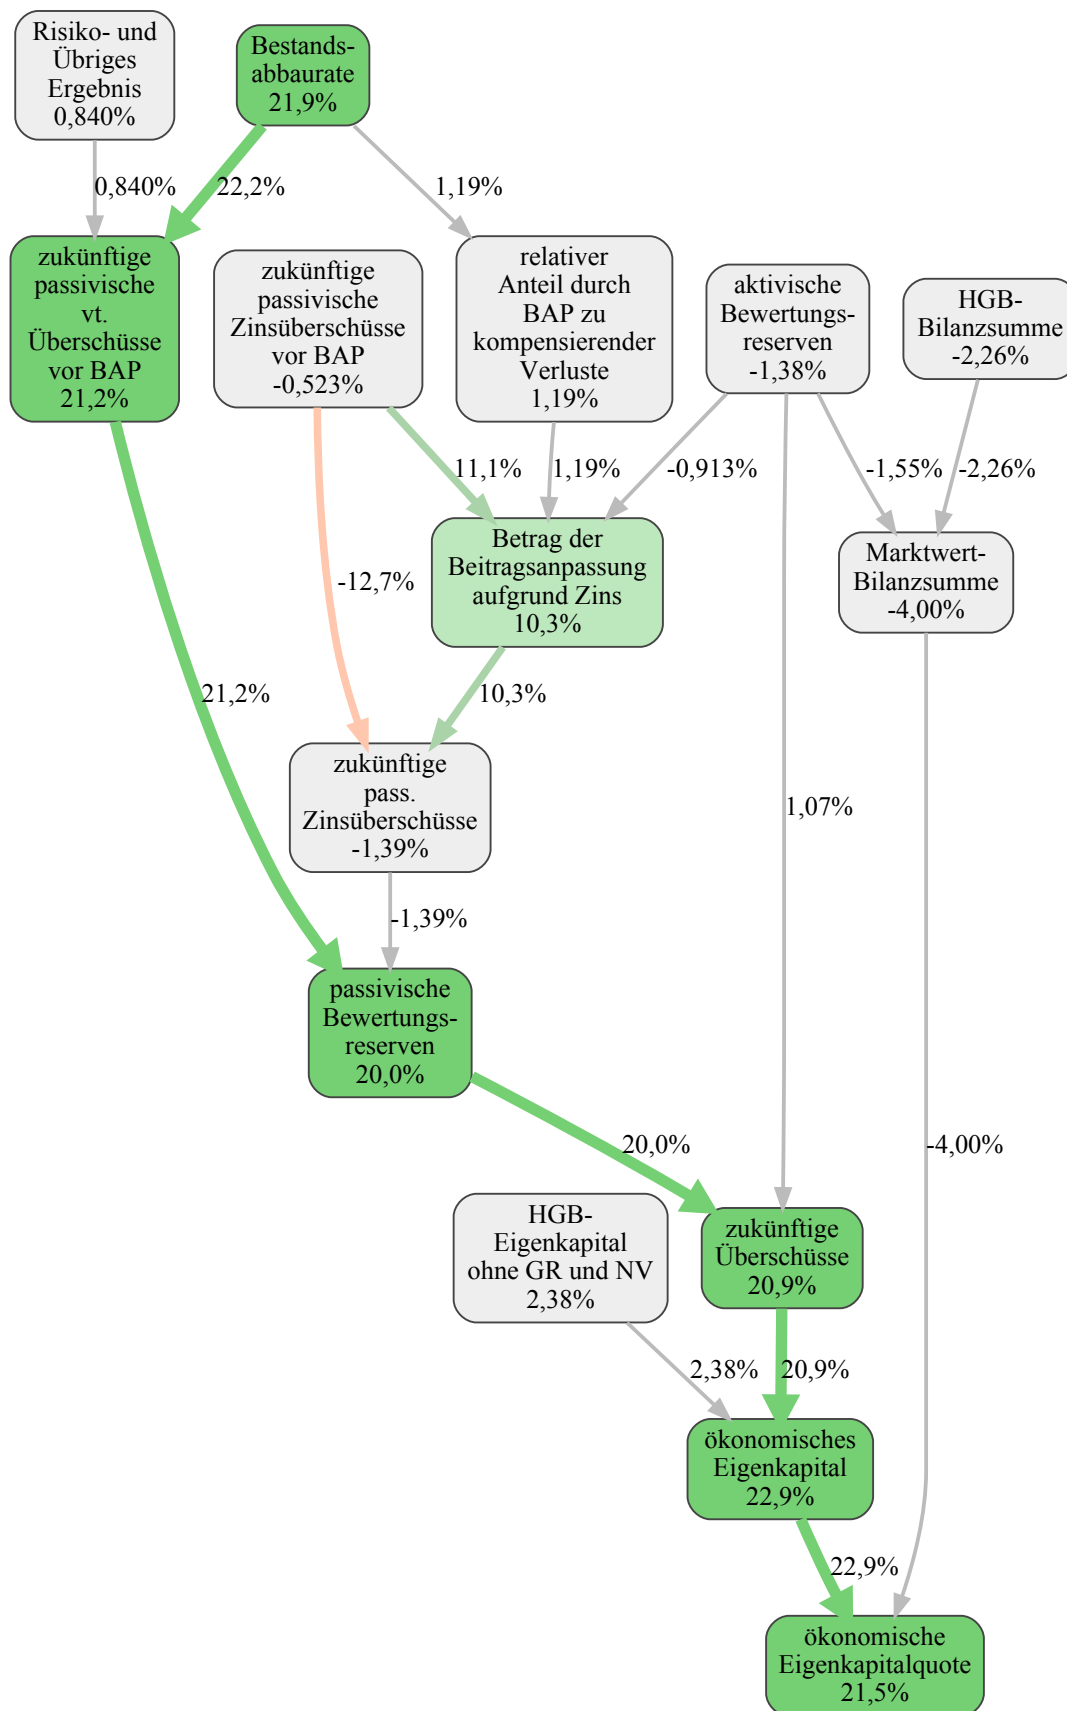 Risiko- und
Übriges
Ergebnis
0,840%
Bestands-
abbaurate
21,9%
0,840%
22,2%
1,19%
zukünftige
passivische
vt.
Überschüsse
vor BAP
21,2%
zukünftige
passivische
Zinsüberschüsse
vor BAP
-0,523%
relativer
Anteil durch
BAP zu
kompensierender
Verluste
1,19%
aktivische
Bewertungs-
reserven
-1,38%
HGB-
Bilanzsumme
-2,26%
11,1%
1,19%
-0,913%
-1,55%
-2,26%
Betrag der
Beitragsanpassung
aufgrund Zins
10,3%
Marktwert-
Bilanzsumme
-4,00%
-12,7%
21,2%
10,3%
zukünftige
pass.
Zinsüberschüsse
-1,39%
1,07%
-1,39%
passivische
Bewertungs-
reserven
20,0%
20,0%
-4,00%
HGB-
Eigenkapital
ohne GR und NV
2,38%
zukünftige
Überschüsse
20,9%
2,38%
20,9%
ökonomisches
Eigenkapital
22,9%
22,9%
ökonomische
Eigenkapitalquote
21,5%